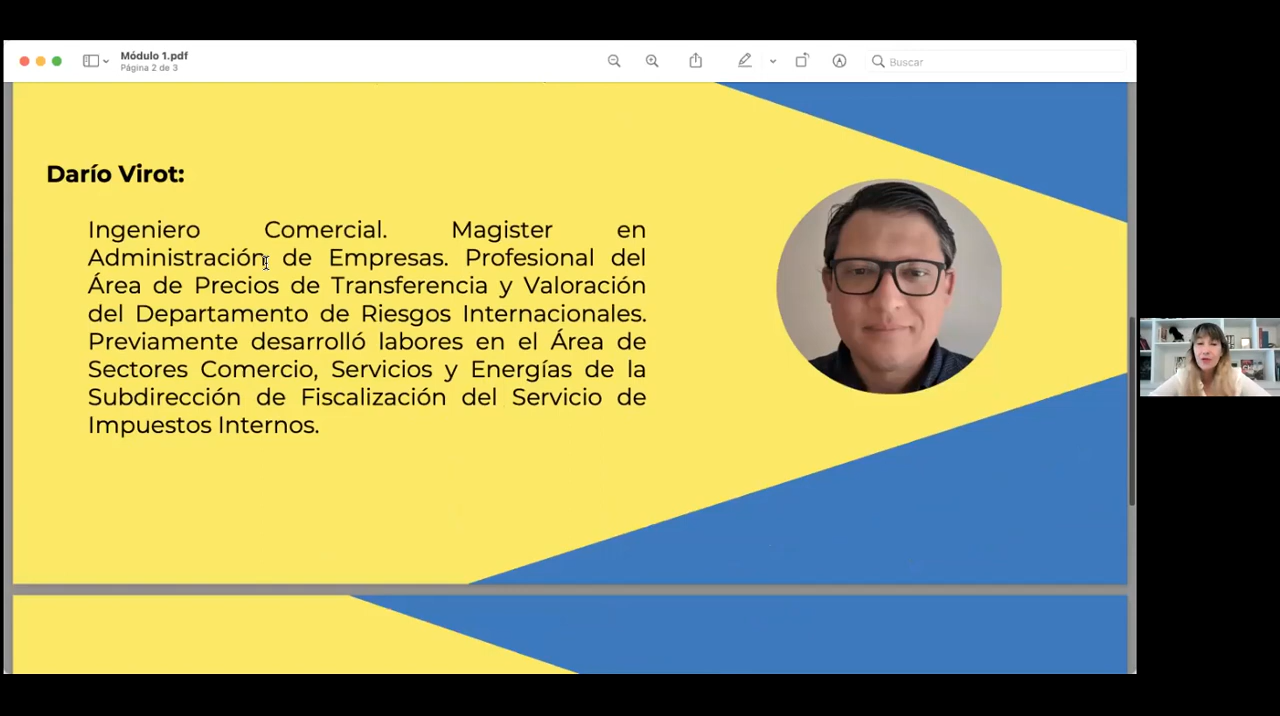 Módulo 1.pdf
Página 2 de 3
Buscar
Darío Virot:
Ingeniero Comercial. Magister en
Administración de Empresas. Profesional del
Área de Precios de Transferencia y Valoración
del Departamento de Riesgos Internacionales.
Previamente desarrolló labores en el Área de
Sectores Comercio, Servicios y Energías de la
Subdirección de Fiscalización del Servicio de
Impuestos Internos.